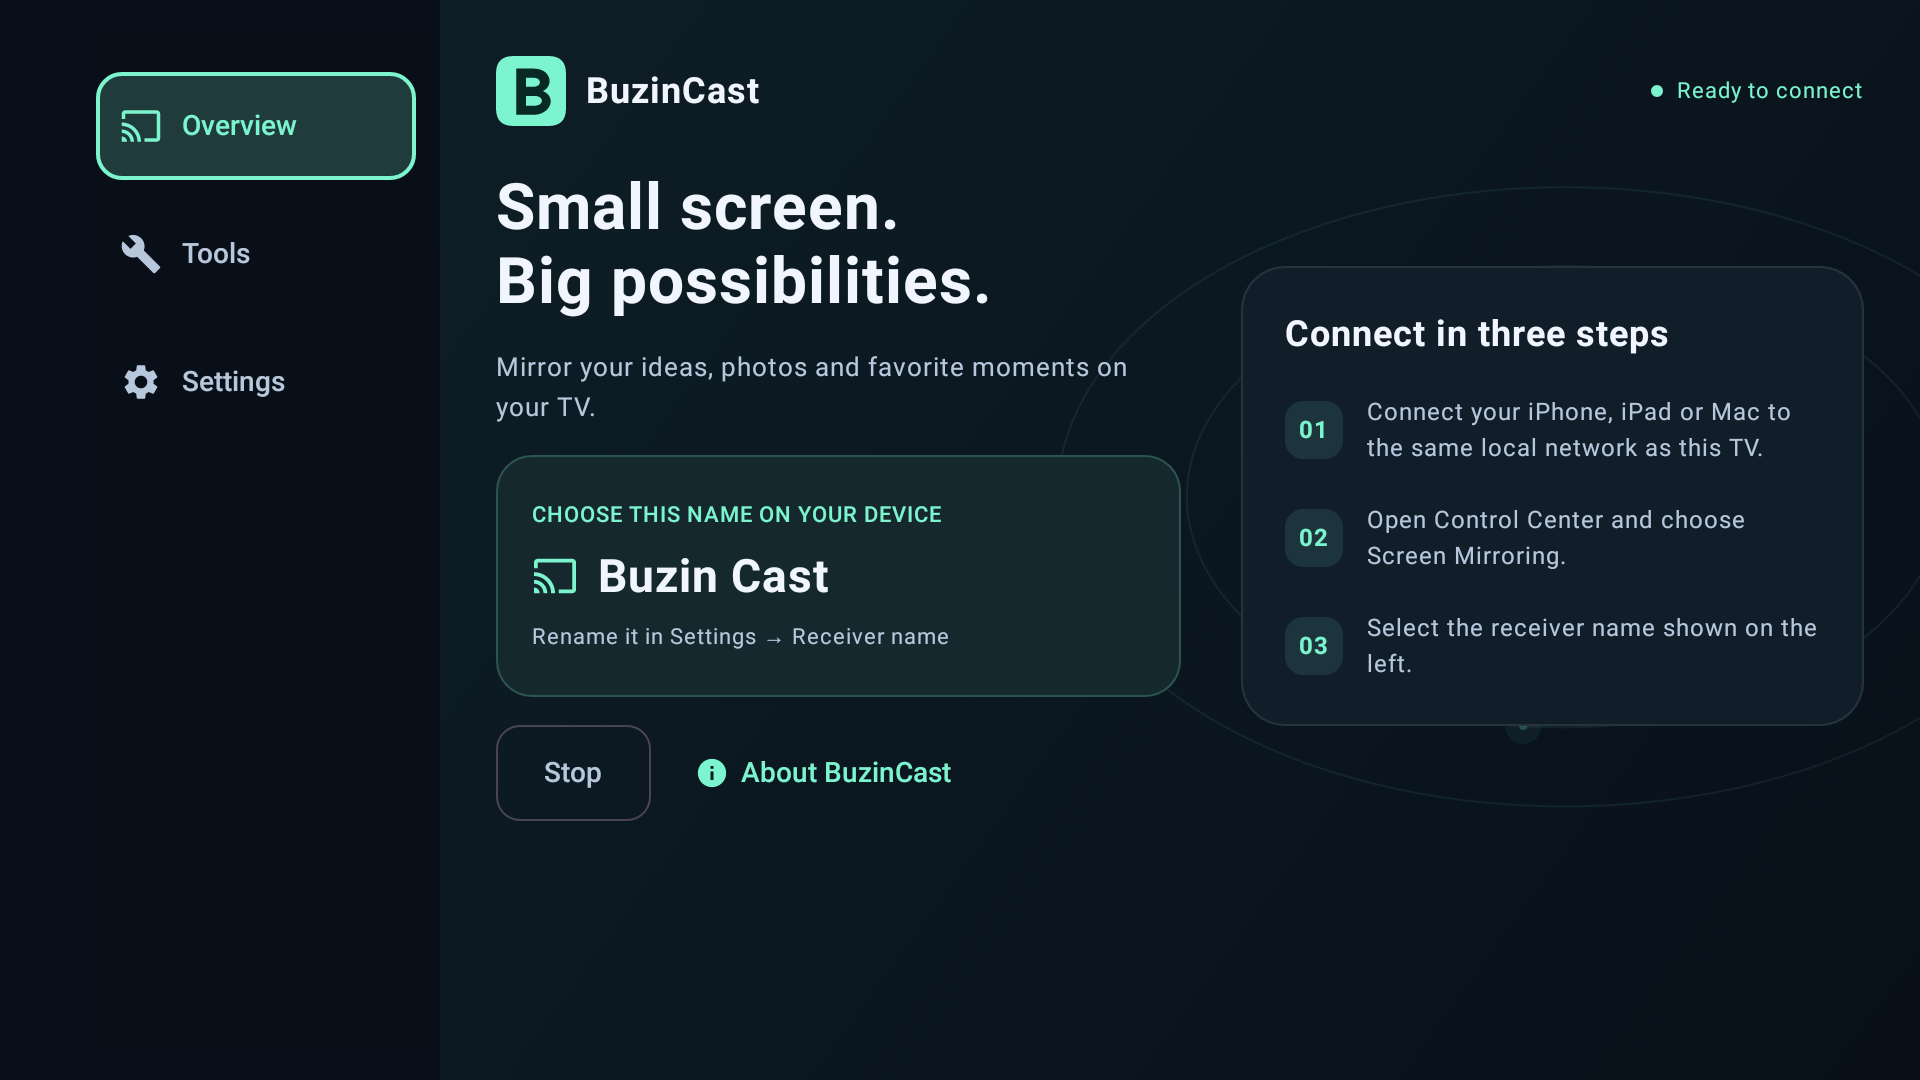 Overview
Tools
Settings
B BuzinCast
Ready to connect
Small screen.
Big possibilities.
Mirror your ideas, photos and favorite moments on
your TV.
CHOOSE THIS NAME ON YOUR DEVICE
Buzin Cast
Rename it in Settings → Receiver name
Stop
About BuzinCast
Connect in three steps
01
Connect your iPhone, iPad or Mac to
the same local network as this TV.
02
Open Control Center and choose
Screen Mirroring.
03
Select the receiver name shown on the
left.